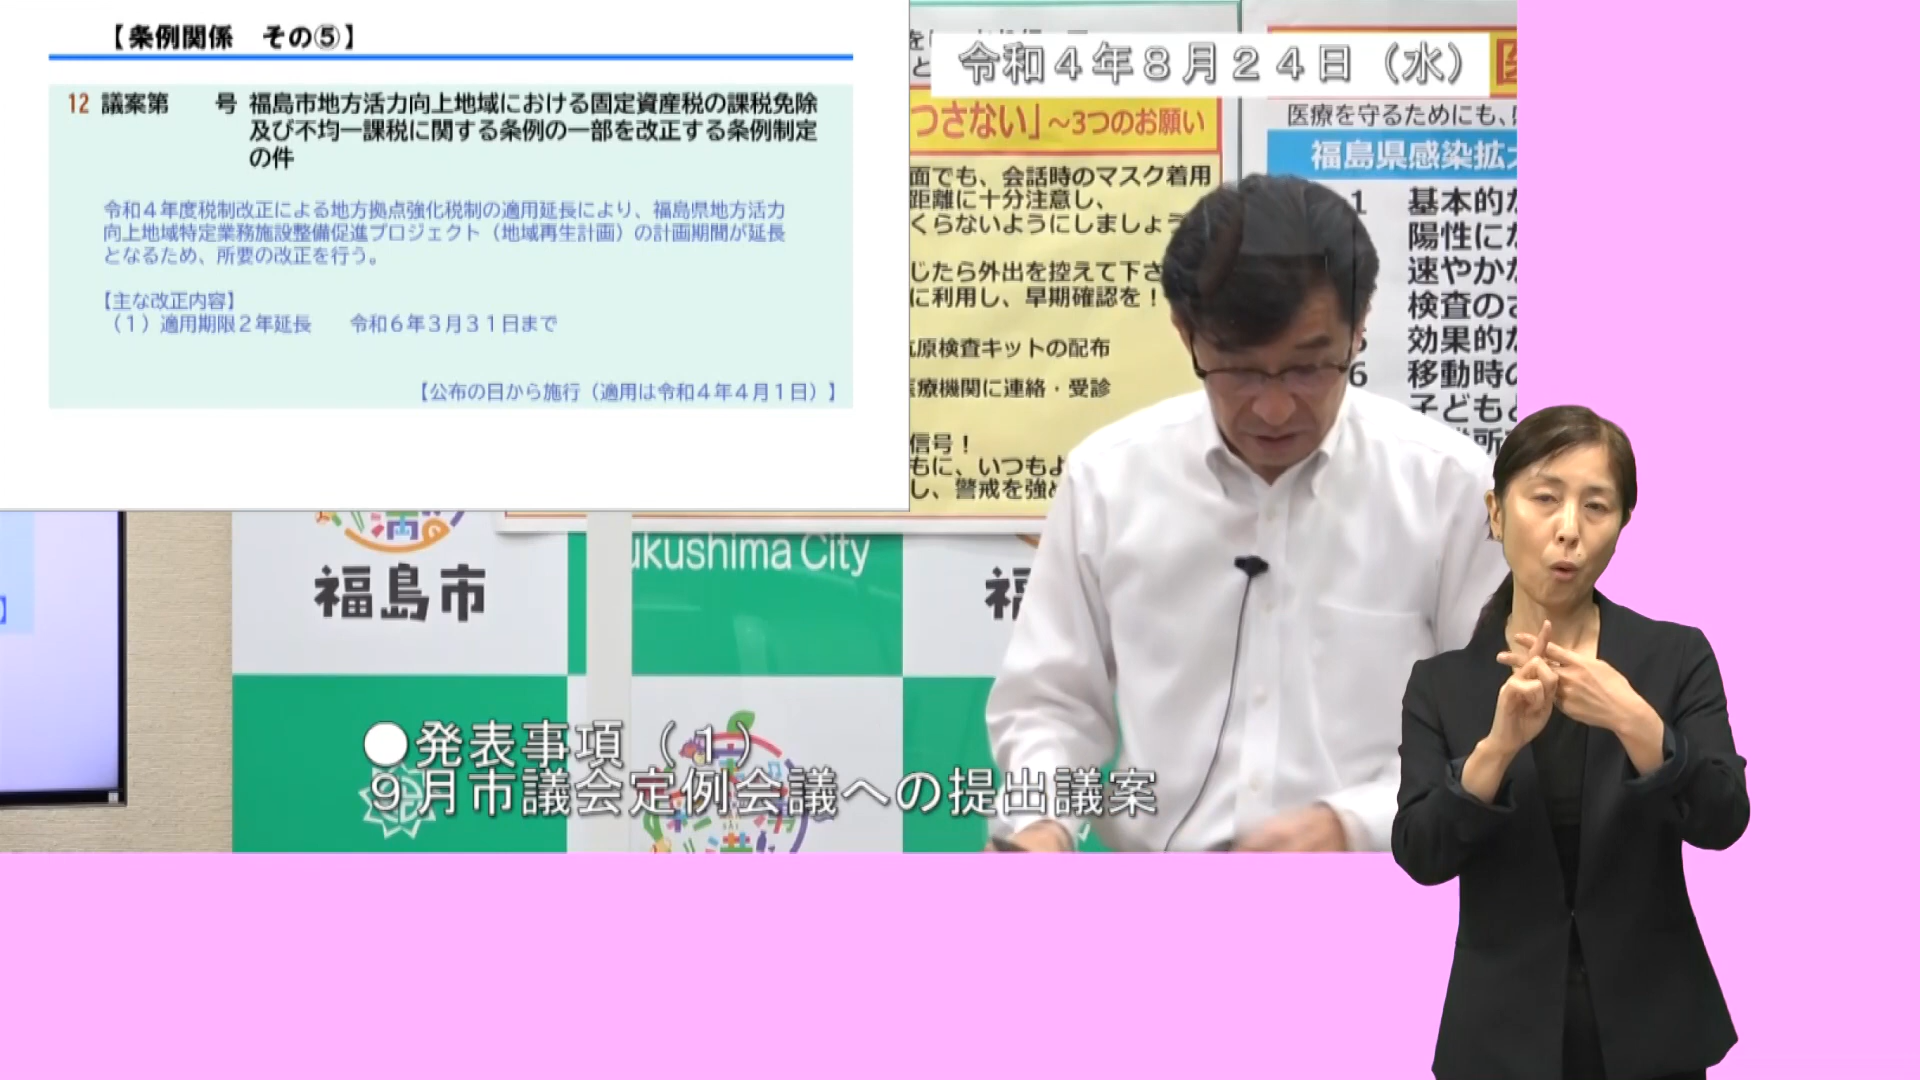 【条例関係　その⑤】
12 議案第　　号 福島市地方活力向上地域における固定資産税の課税免除
及び不均一課税に関する条例の一部を改正する条例制定
の件
令和４年度税制改正による地方拠点強化税制の適用延長により、福島県地方活力
向上地域特定業務施設整備促進プロジェクト（地域再生計画）の計画期間が延長
となるため、所要の改正を行う。
【主な改正内容】
（１）適用期限２年延長　　令和６年３月３１日まで
【公布の日から施行（適用は令和４年４月１日）】
令和４年８月２４日（水）
つさない」～3つのお願い
面でも、会話時のマスク着用
距離に十分注意し、
くらないようにしましょう
じたら外出を控えて下さ
に利用し、早期確認を！
原検査キットの配布
療機関に連絡・受診
信号！
もに、いつもよ
し、警戒を強め
医療を守るためにも、
福島県感染拡大
1 基本的な
陽性にな
速やかな
検査の
効果的な
6 移動時の
子どもと
所
ukushima City
福島市
福
●発表事項（１）
９月市議会定例会議への提出議案